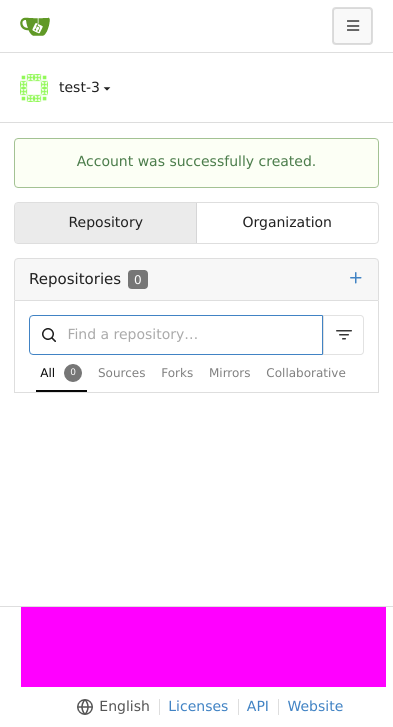 test-3
Account was successfully created.
Repository Organization
Repositories 0
Find a repository...
All 0 Sources Forks Mirrors Collaborative
English Licenses API Website